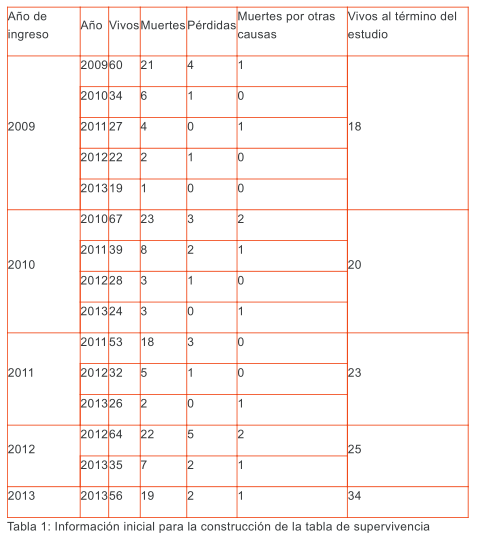 Año de ingreso Año Vivos Muertes Pérdidas Muertes por otras causas Vivos al término del estudio
2009 2009 60 21 4 1 18
2010 34 6 1 0
2011 27 4 0 1
2012 22 2 1 0
2013 19 1 0 0
2010 2010 67 23 3 2 20
2011 39 8 2 1
2012 28 3 1 0
2013 24 3 0 1
2011 2011 53 18 3 0 23
2012 32 5 1 0
2013 26 2 0 1
2012 2012 64 22 5 2 25
2013 35 7 2 1
2013 2013 56 19 2 1 34
Tabla 1: Información inicial para la construcción de la tabla de supervivencia